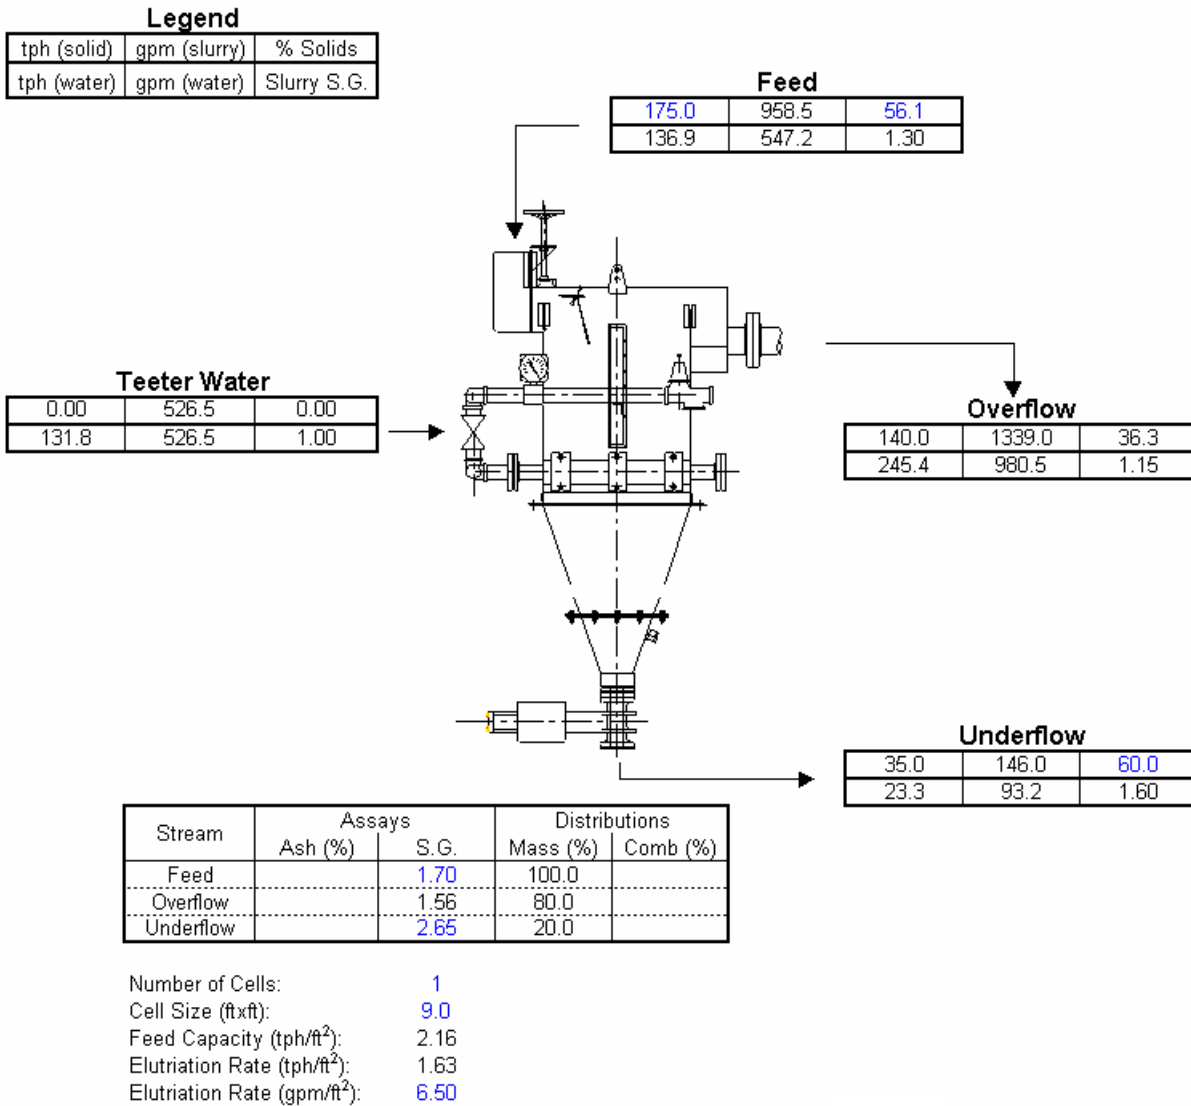 Legend
tph (solid) gpm (slurry) % Solids
tph (water) gpm (water) Slurry S.G.
Feed
175.0 958.5 56.1
136.9 547.2 1.30
Teeter Water
0.00 526.5 0.00
131.8 526.5 1.00
Overflow
140.0 1339.0 36.3
245.4 980.5 1.15
Underflow
35.0 146.0 60.0
23.3 93.2 1.60
Stream Assays Distributions
Ash (%) S.G. Mass (%) Comb (%)
Feed 1.70 100.0
Overflow 1.56 80.0
Underflow 2.65 20.0
Number of Cells: 1
Cell Size (ftxft): 9.0
Feed Capacity (tph/ft²): 2.16
Elutriation Rate (tph/ft²): 1.63
Elutriation Rate (gpm/ft²): 6.50